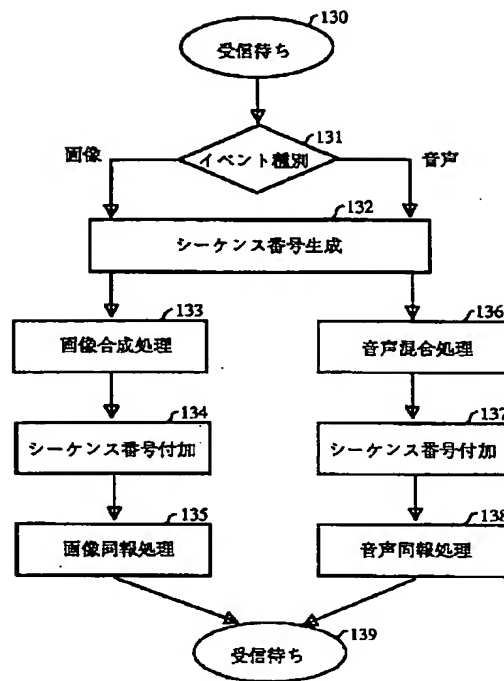 130
受信待ち
131
画像
イベント種別
音声
132
シーケンス番号生成
133
136
画像合成処理
音声混合処理
134
137
シーケンス番号付加
シーケンス番号付加
135
138
画像同報処理
音声同報処理
139
受信待ち